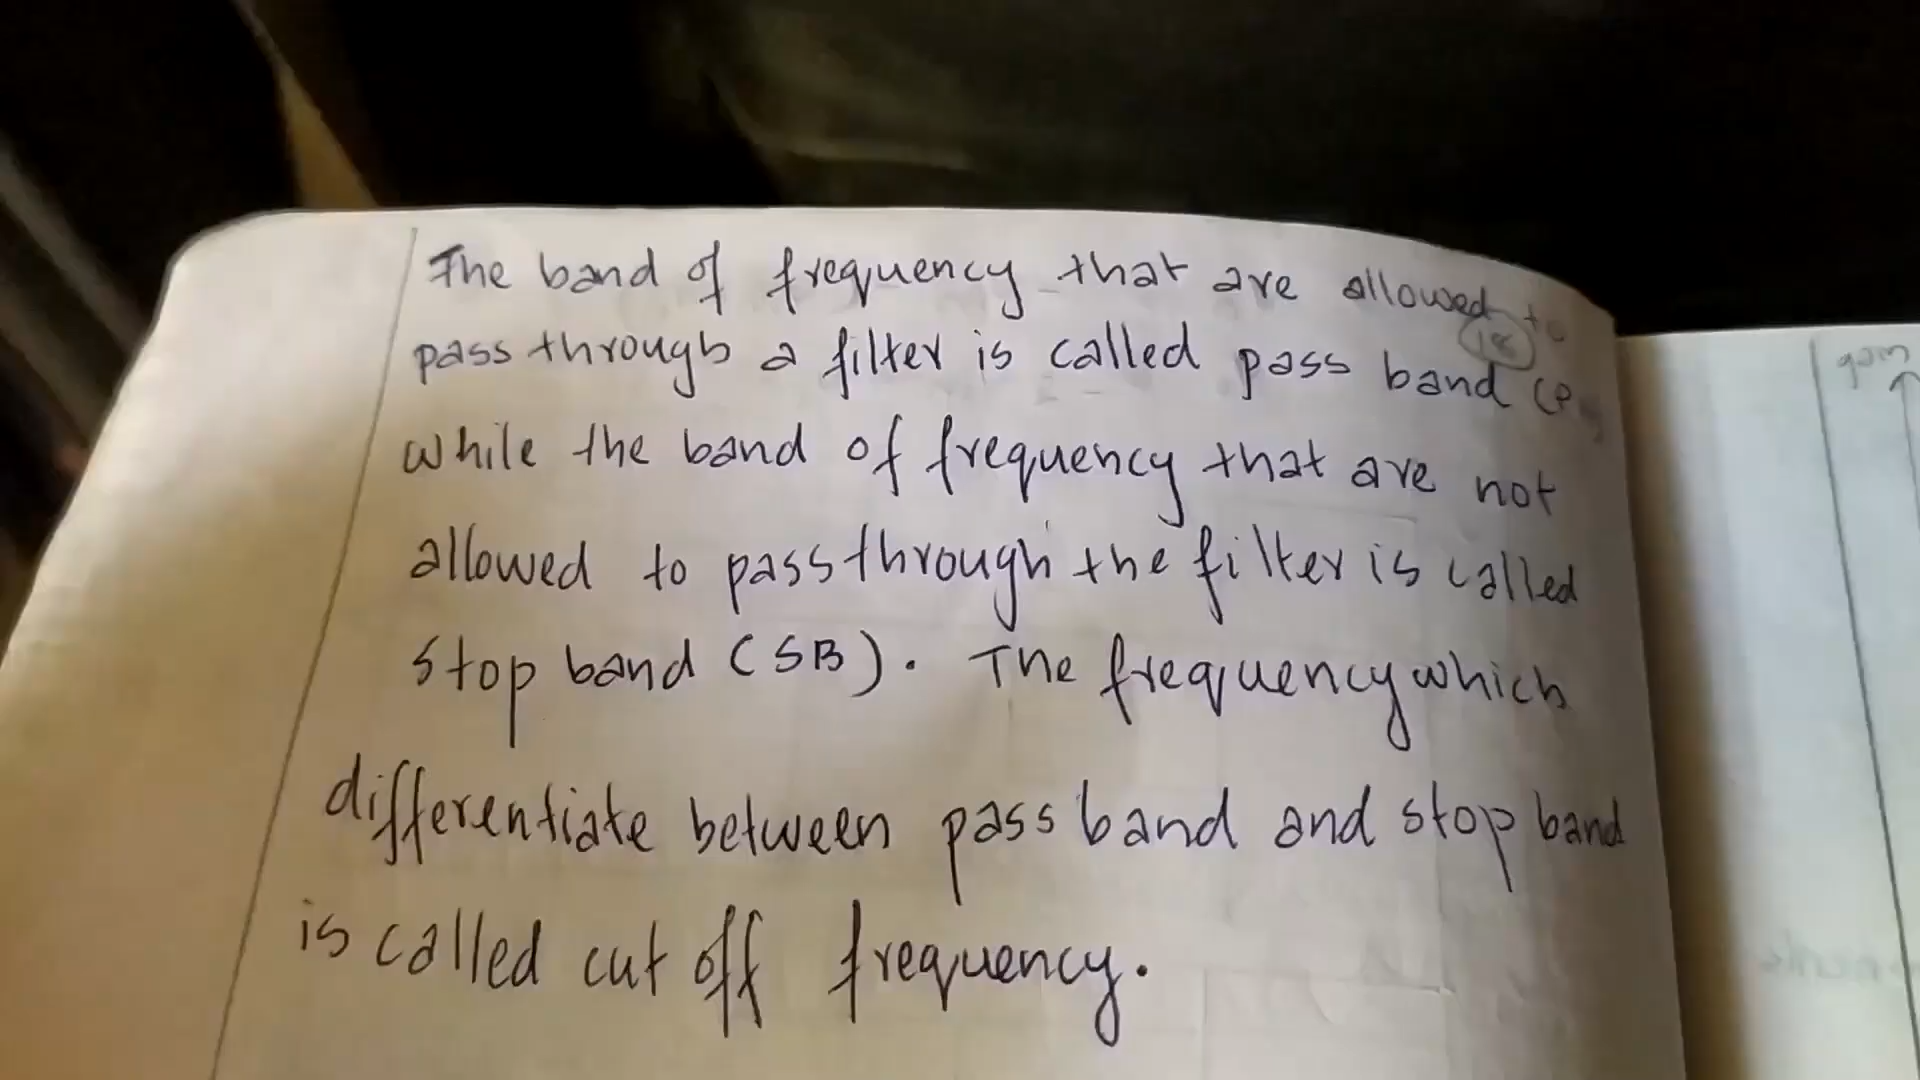 The band of frequency that are allowed to
18
pass through a filter is called pass band (P
while the band of frequency that are not
allowed to pass through the filter is called
stop band (SB). The frequency which
differentiate between pass band and stop band
is called cut off frequency.
gain